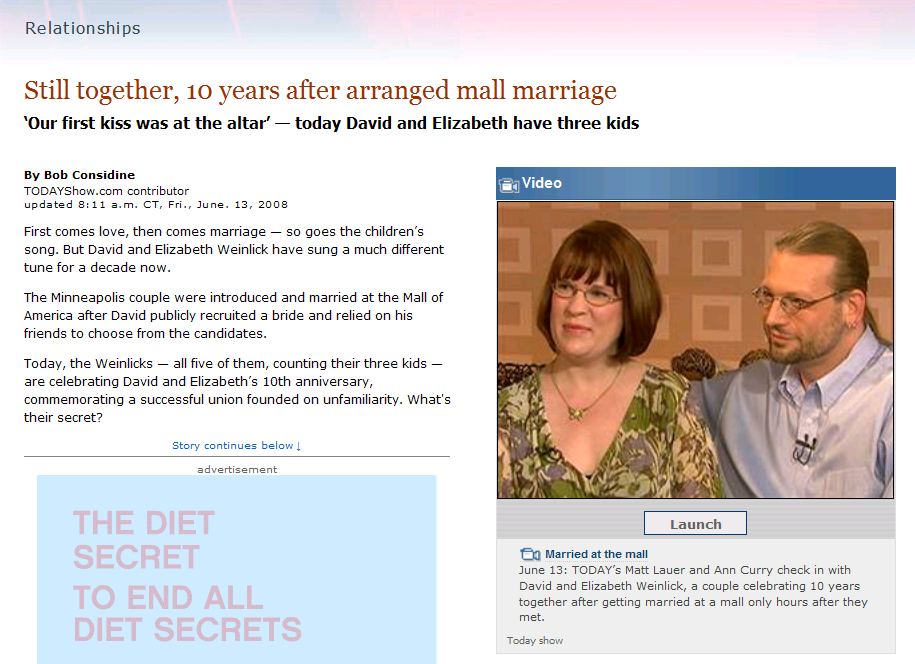 Relationships
Still together, 10 years after arranged mall marriage
‘Our first kiss was at the altar’ — today David and Elizabeth have three kids
By Bob Considine
TODAYShow.com contributor
updated 8:11 a.m. CT, Fri., June. 13, 2008
First comes love, then comes marriage — so goes the children’s
song. But David and Elizabeth Weinlick have sung a much different
tune for a decade now.
The Minneapolis couple were introduced and married at the Mall of
America after David publicly recruited a bride and relied on his
friends to choose from the candidates.
Today, the Weinlicks — all five of them, counting their three kids —
are celebrating David and Elizabeth’s 10th anniversary,
commemorating a successful union founded on unfamiliarity. What's
their secret?
Story continues below ↓
advertisement
THE DIET
SECRET
TO END ALL
DIET SECRETS
Video
Launch
Married at the mall
June 13: TODAY’s Matt Lauer and Ann Curry check in with
David and Elizabeth Weinlick, a couple celebrating 10 years
together after getting married at a mall only hours after they
met.
Today show